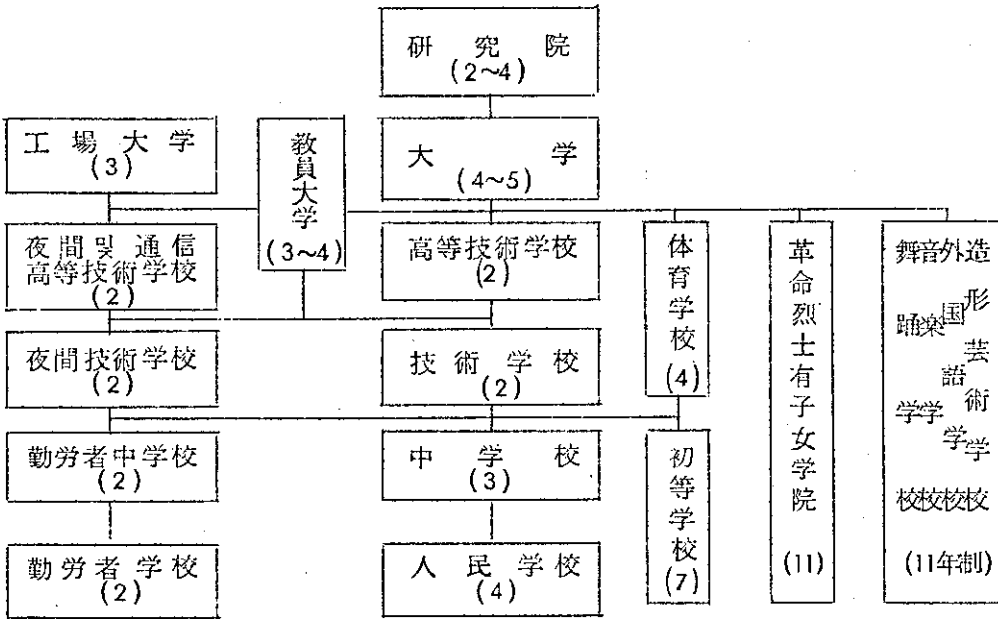 研究院
(2~4)
工場大学
(3)
教員大学
(3~4)
大学
(4~5)
夜間및通信
高等技術学校
(2)
高等技術学校
(2)
体育学校
(4)
革命烈士有子女学院
(11)
舞踊学校
音楽学校
外国語学校
造形芸術学校
(11年制)
夜間技術学校
(2)
技術学校
(2)
勤労者中学校
(2)
中学校
(3)
初等学校
(7)
勤労者学校
(2)
人民学校
(4)